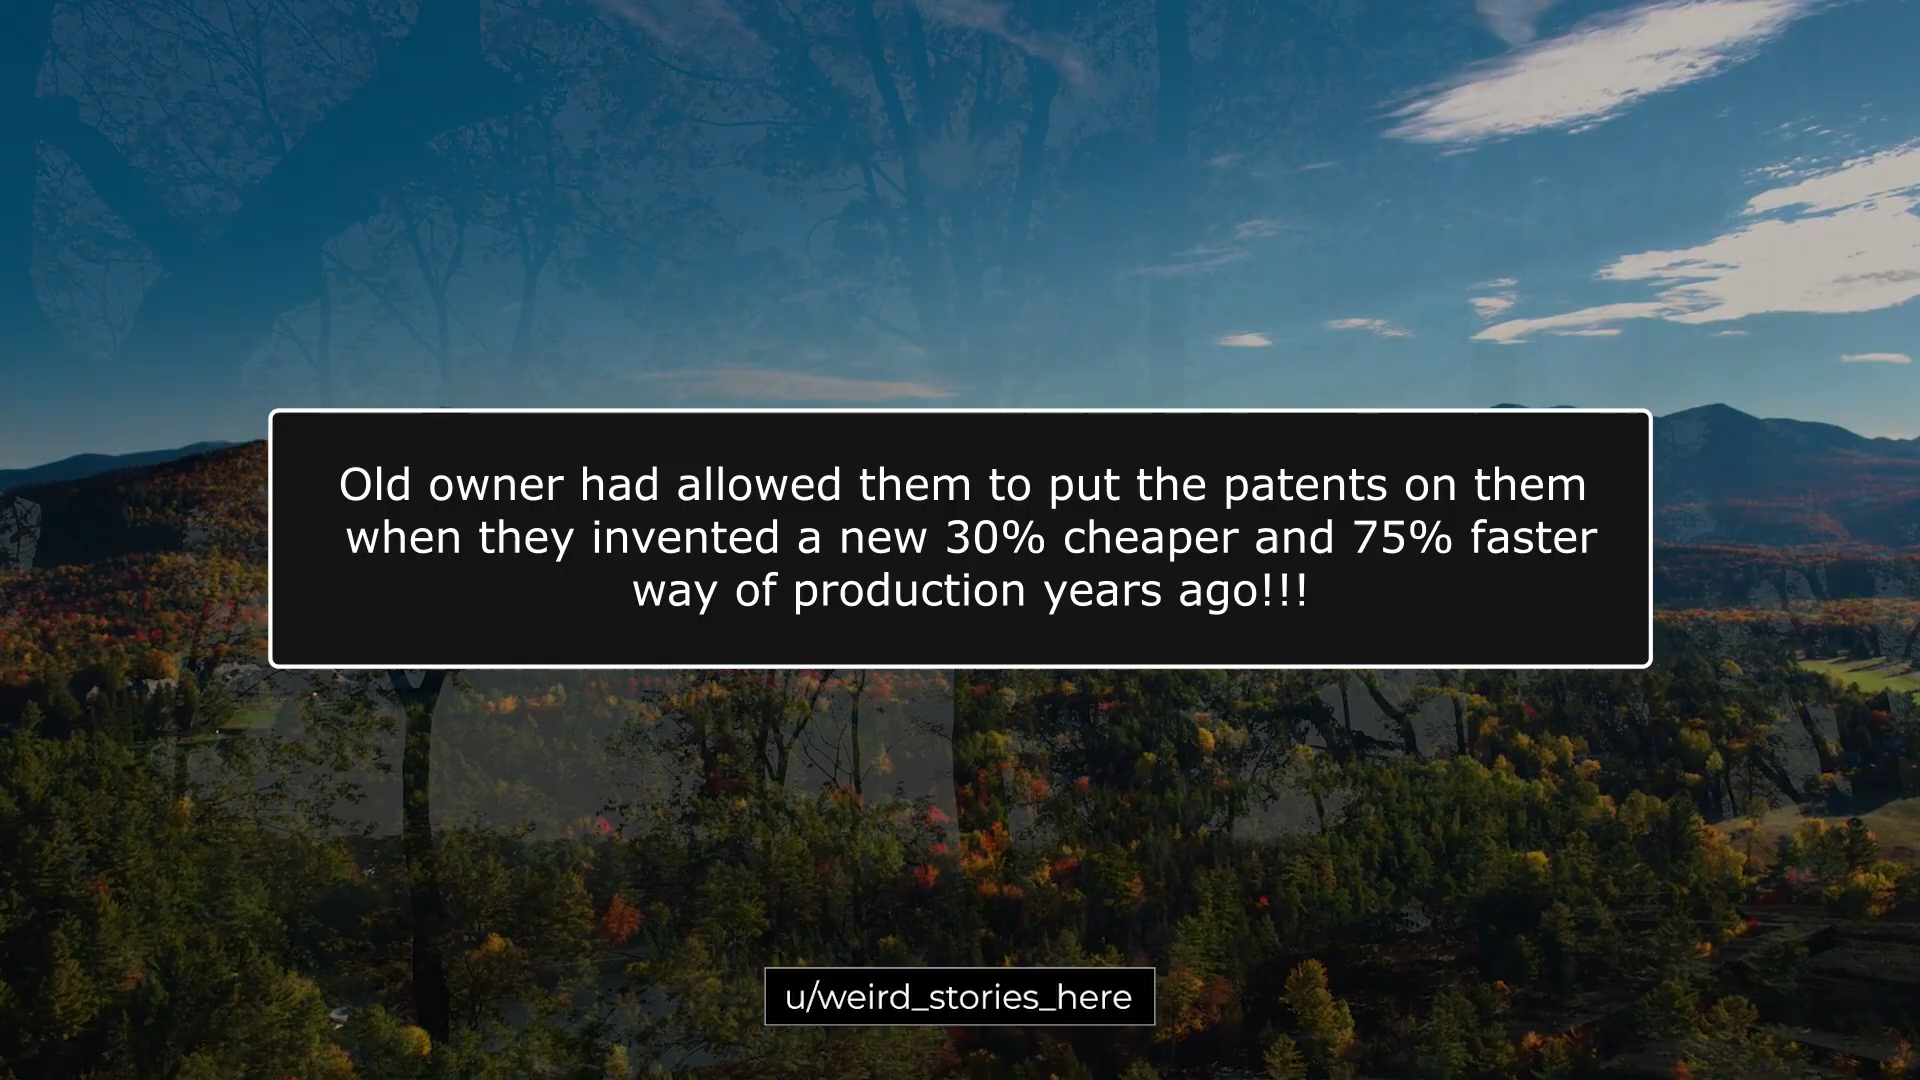 Old owner had allowed them to put the patents on them
when they invented a new 30% cheaper and 75% faster
way of production years ago!!!
u/weird_stories_here